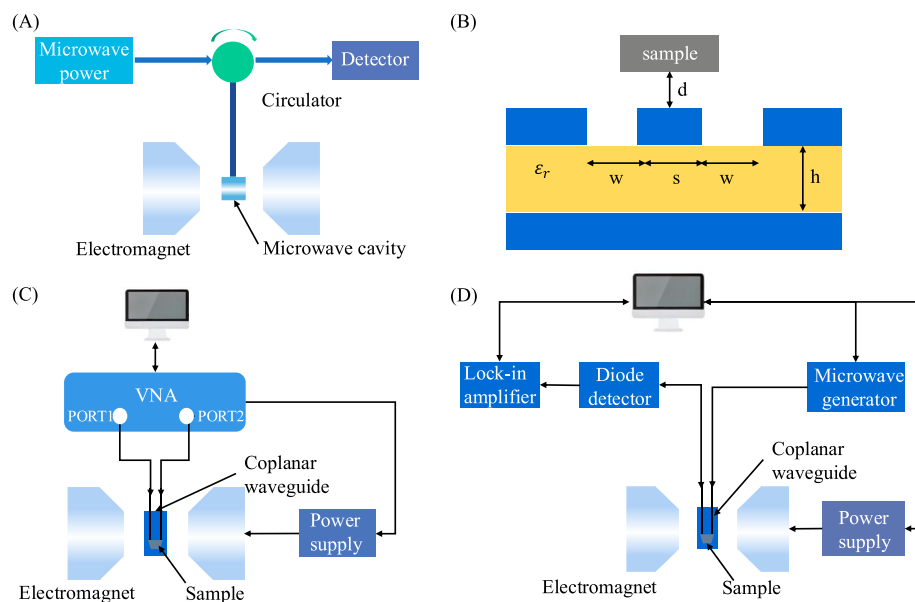 (A)
Microwave
power
Detector
Circulator
Electromagnet
Microwave cavity
(B)
sample
d
εr
w
s
w
h
(C)
VNA
PORT1
PORT2
Coplanar
waveguide
Power
supply
Electromagnet
Sample
(D)
Lock-in
amplifier
Diode
detector
Microwave
generator
Coplanar
waveguide
Power
supply
Electromagnet
Sample